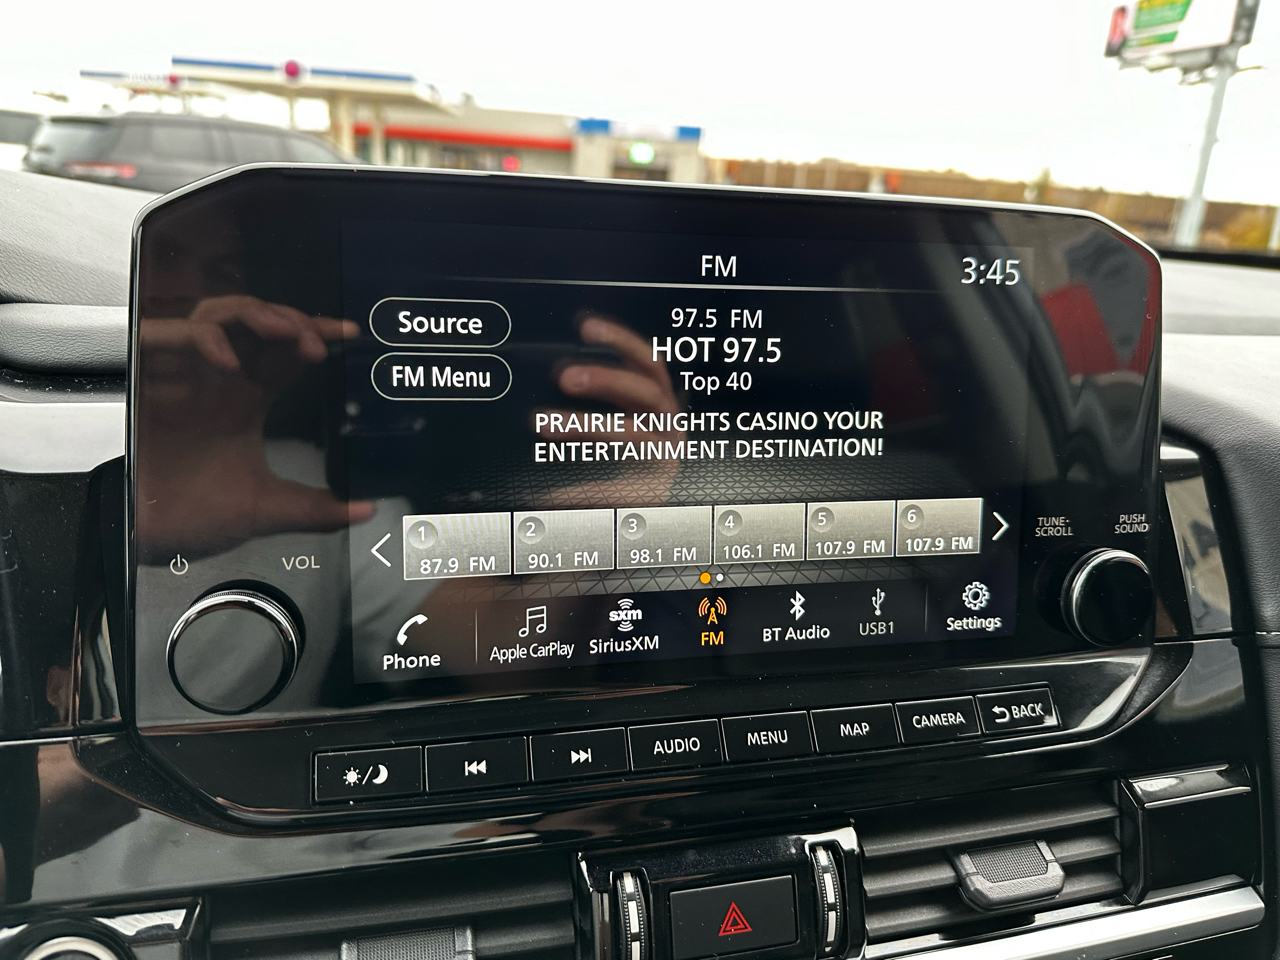 FM
3:45
Source
97.5 FM
HOT 97.5
Top 40
FM Menu
PRAIRIE KNIGHTS CASINO YOUR
ENTERTAINMENT DESTINATION!
1
87.9 FM
2
90.1 FM
3
98.1 FM
4
106.1 FM
5
107.9 FM
6
107.9 FM
TUNE·
SCROLL
PUSH
SOUND
VOL
Phone
Apple CarPlay
sxm
SiriusXM
FM
BT Audio
USB1
Settings
AUDIO
MENU
MAP
CAMERA
BACK